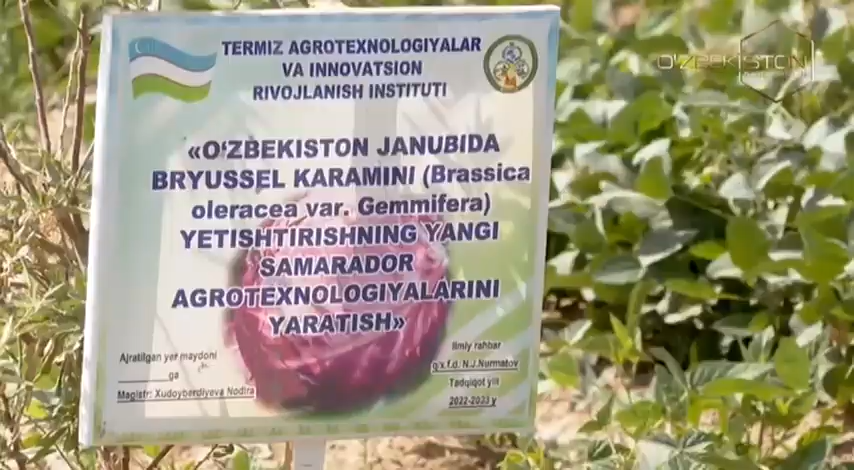 TERMIZ AGROTEXNOLOGIYALAR
VA INNOVATSION
RIVOJLANISH INSTITUTI
O'ZBEKISTON
«O'ZBEKISTON JANUBIDA
BRYUSSEL KARAMINI (Brassica
oleracea var. Gemmifera)
YETISHTIRISHNING YANGI
SAMARADOR
AGROTEXNOLOGIYALARINI
YARATISH»
Ajratilgan yer maydoni
ga
Magistr: Xudoyberdiyeva Nodira
Ilmiy rahbar
q/x.f.d. N.J.Nurmatov
Tadqiqot yili
2022-2023 y